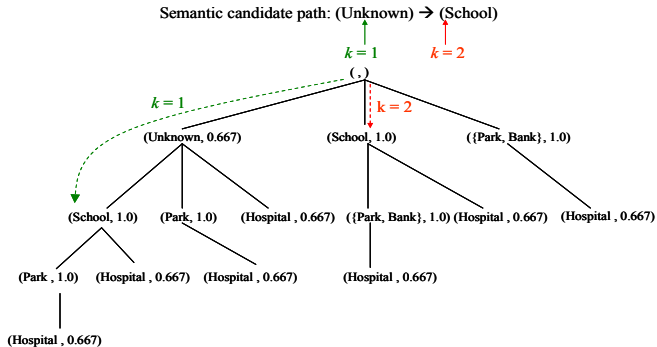 Semantic candidate path: (Unknown) → (School)
k = 1 k = 2
( , )
k = 1 k = 2
(Unknown, 0.667) (School, 1.0) ({Park, Bank}, 1.0)
(School, 1.0) (Park, 1.0) (Hospital , 0.667) ({Park, Bank}, 1.0) (Hospital , 0.667) (Hospital , 0.667)
(Park , 1.0) (Hospital , 0.667) (Hospital , 0.667) (Hospital , 0.667)
(Hospital , 0.667)